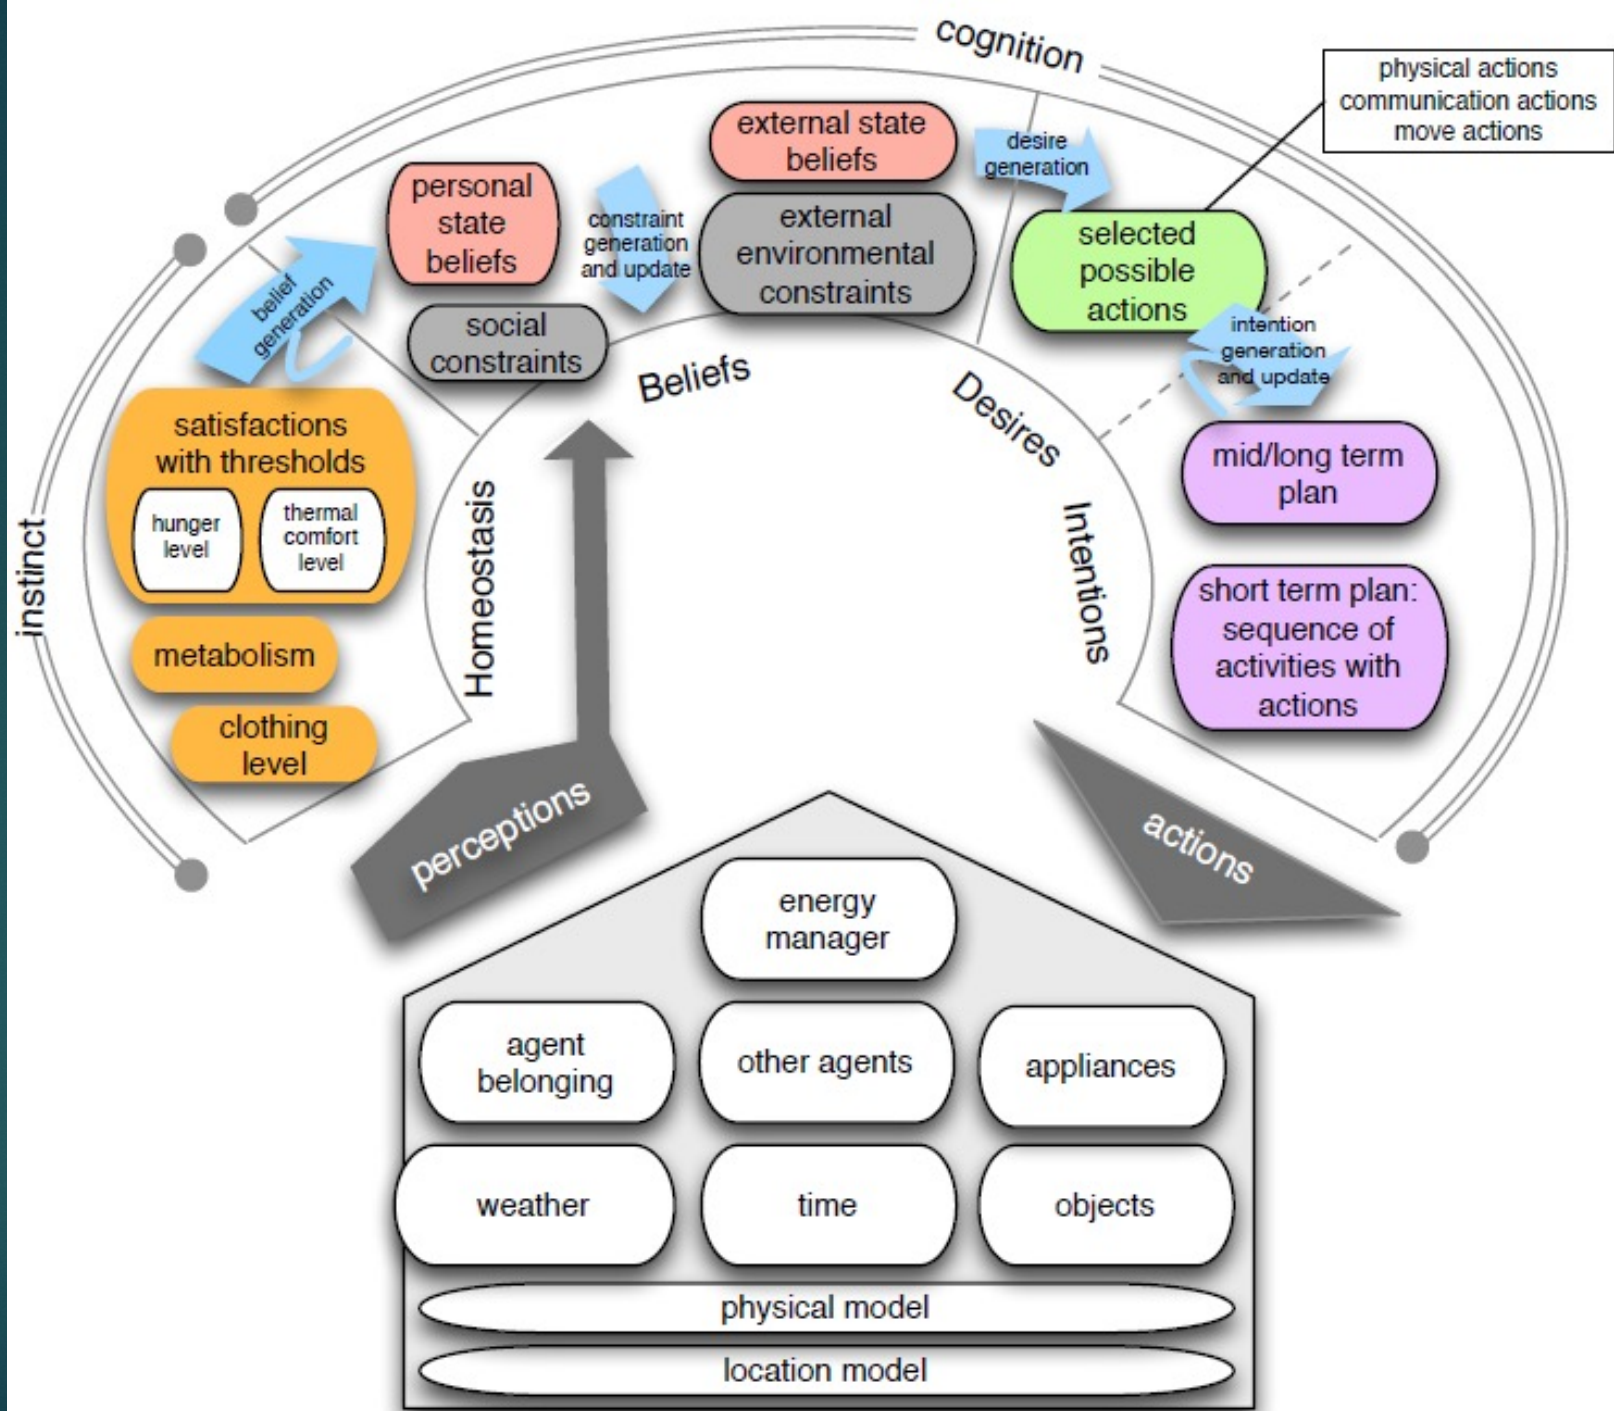 cognition
physical actions
communication actions
move actions
external state
beliefs
desire
generation
personal
state
beliefs
constraint
generation
and update
external
environmental
constraints
selected
possible
actions
belief
generation
social
constraints
intention
generation
and update
Beliefs
Desires
satisfactions
with thresholds
hunger
level
thermal
comfort
level
mid/long term
plan
instinct
Homeostasis
Intentions
short term plan:
sequence of
activities with
actions
metabolism
clothing
level
perceptions
actions
energy
manager
agent
belonging
other agents
appliances
weather
time
objects
physical model
location model